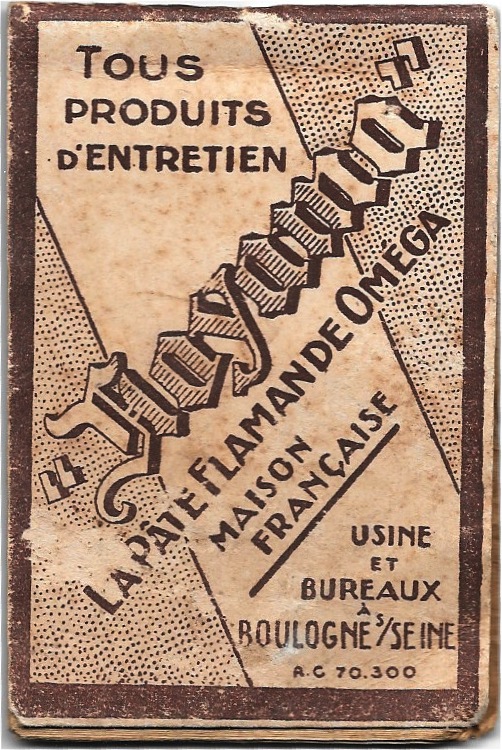 TOUS
PRODUITS
D'ENTRETIEN
LA PÂTE FLAMANDE OMÉGA
MAISON
FRANÇAISE
USINE
ET
BUREAUX
À
BOULOGNE S/SEINE
R.C 70.300